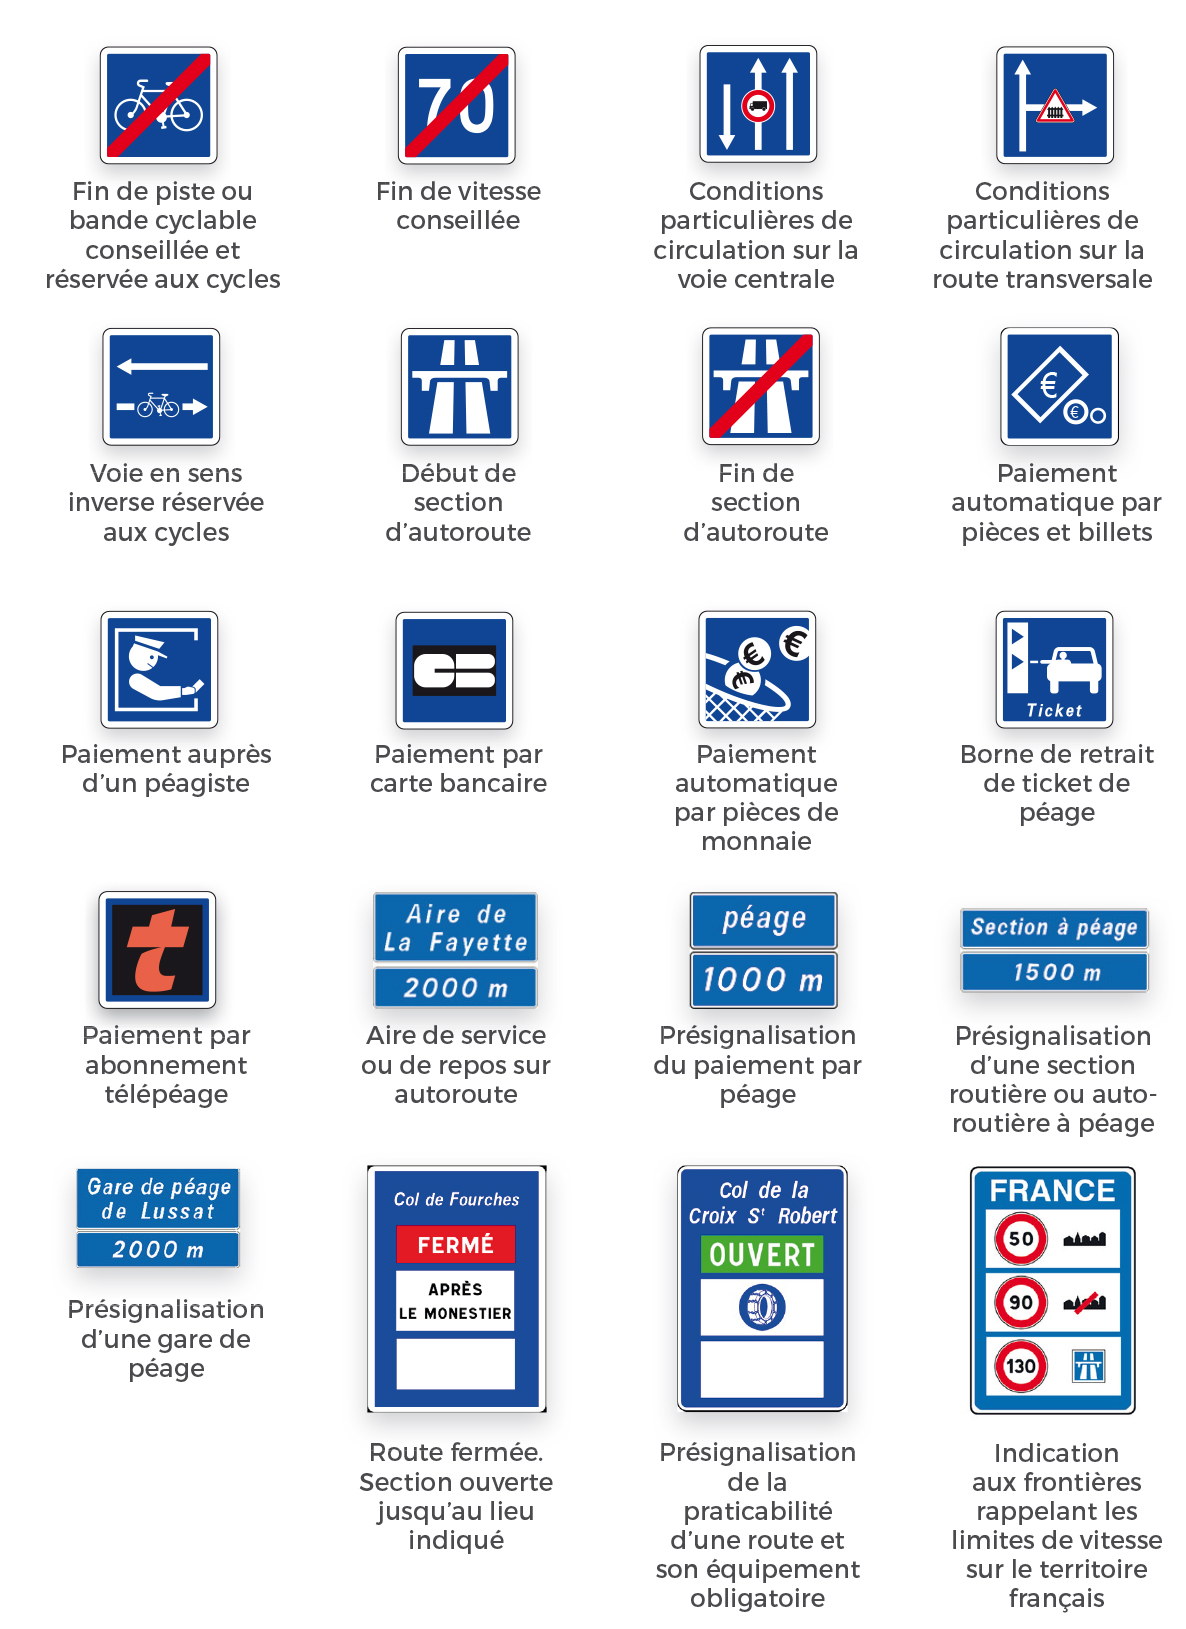 70
Fin de piste ou
bande cyclable
conseillée et
réservée aux cycles
Fin de vitesse
conseillée
Conditions
particulières de
circulation sur la
voie centrale
Conditions
particulières de
circulation sur la
route transversale
€
€
Voie en sens
inverse réservée
aux cycles
Début de
section
d’autoroute
Fin de
section
d’autoroute
Paiement
automatique par
pièces et billets
€
€
€
Ticket
Paiement auprès
d’un péagiste
Paiement par
carte bancaire
Paiement
automatique
par pièces de
monnaie
Borne de retrait
de ticket de
péage
t
Aire de
La Fayette
2000 m
péage
1000 m
Section à péage
1500 m
Paiement par
abonnement
télépéage
Aire de service
ou de repos sur
autoroute
Présignalisation
du paiement par
péage
Présignalisation
d’une section
routière ou auto-
routière à péage
Gare de péage
de Lussat
2000 m
Présignalisation
d’une gare de
péage
Col de Fourches
FERMÉ
APRÈS
LE MONESTIER
Route fermée.
Section ouverte
jusqu’au lieu
indiqué
Col de la
Croix St Robert
OUVERT
Présignalisation
de la
praticabilité
d’une route et
son équipement
obligatoire
FRANCE
50
90
130
Indication
aux frontières
rappelant les
limites de vitesse
sur le territoire
français